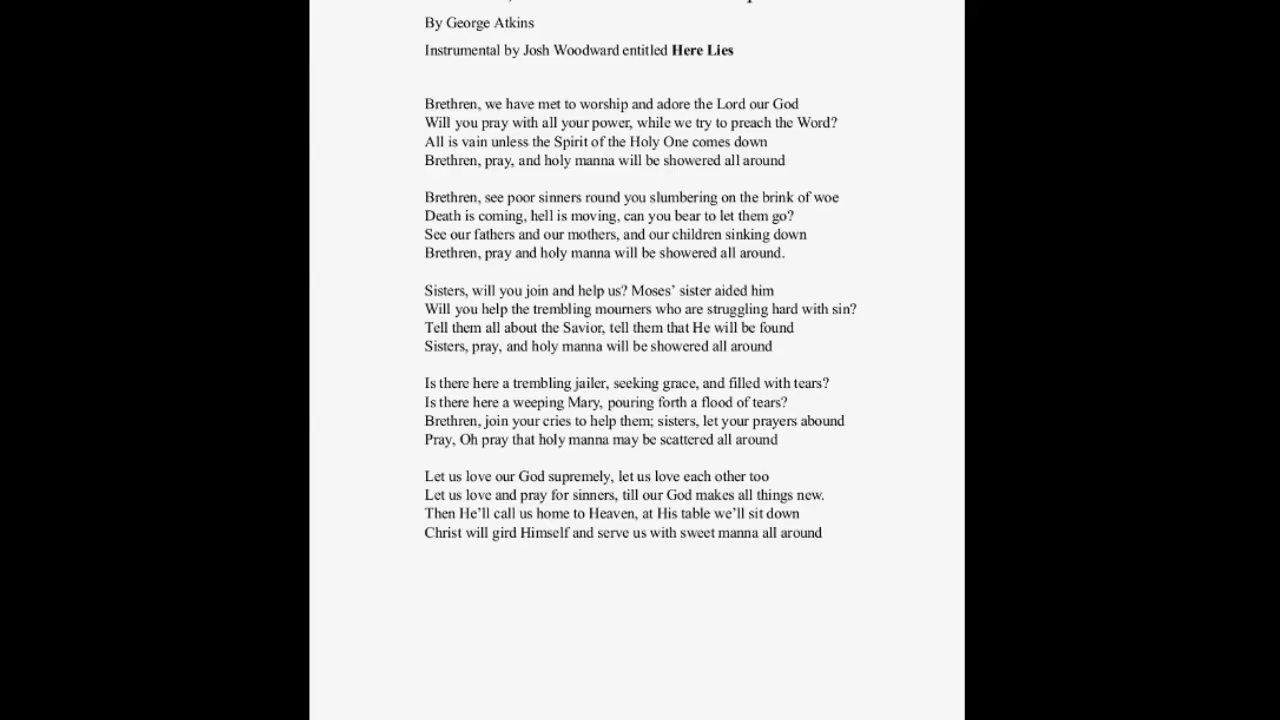 By George Atkins
Instrumental by Josh Woodward entitled Here Lies
Brethren, we have met to worship and adore the Lord our God
Will you pray with all your power, while we try to preach the Word?
All is vain unless the Spirit of the Holy One comes down
Brethren, pray, and holy manna will be showered all around
Brethren, see poor sinners round you slumbering on the brink of woe
Death is coming, hell is moving, can you bear to let them go?
See our fathers and our mothers, and our children sinking down
Brethren, pray and holy manna will be showered all around.
Sisters, will you join and help us? Moses’ sister aided him
Will you help the trembling mourners who are struggling hard with sin?
Tell them all about the Savior, tell them that He will be found
Sisters, pray, and holy manna will be showered all around
Is there here a trembling jailer, seeking grace, and filled with tears?
Is there here a weeping Mary, pouring forth a flood of tears?
Brethren, join your cries to help them; sisters, let your prayers abound
Pray, Oh pray that holy manna may be scattered all around
Let us love our God supremely, let us love each other too
Let us love and pray for sinners, till our God makes all things new.
Then He’ll call us home to Heaven, at His table we’ll sit down
Christ will gird Himself and serve us with sweet manna all around